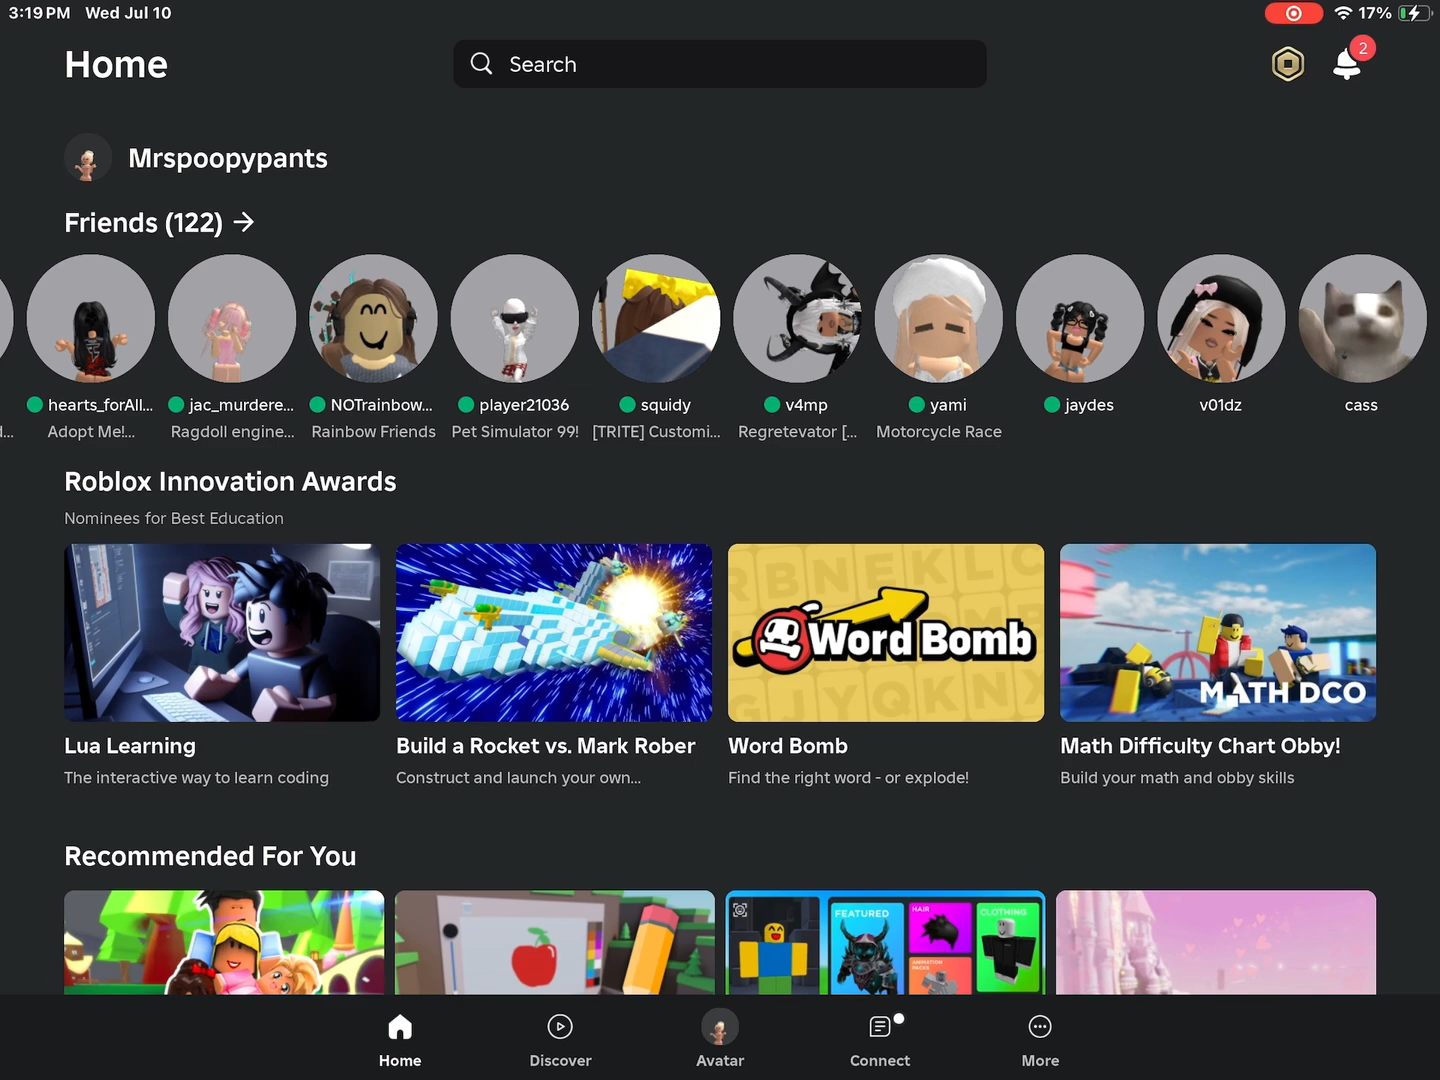 3:19 PM Wed Jul 10
17%
Home
Search
2
Mrspoopypants
Friends (122) →
hearts_forAll...
jac_murdere...
NOTrainbow...
player21036
squidy
v4mp
yami
jaydes
v01dz
cass
d...
Adopt Me!...
Ragdoll engine...
Rainbow Friends
Pet Simulator 99!
[TRITE] Customi...
Regretevator [...
Motorcycle Race
Roblox Innovation Awards
Nominees for Best Education
RBNEKLC
Word Bomb
GJYQKNX
MATH DCO
Lua Learning
Build a Rocket vs. Mark Rober
Word Bomb
Math Difficulty Chart Obby!
The interactive way to learn coding
Construct and launch your own...
Find the right word - or explode!
Build your math and obby skills
Recommended For You
FEATURED
HAIR
CLOTHING
ANIMATION
PACKS
Home
Discover
Avatar
Connect
More